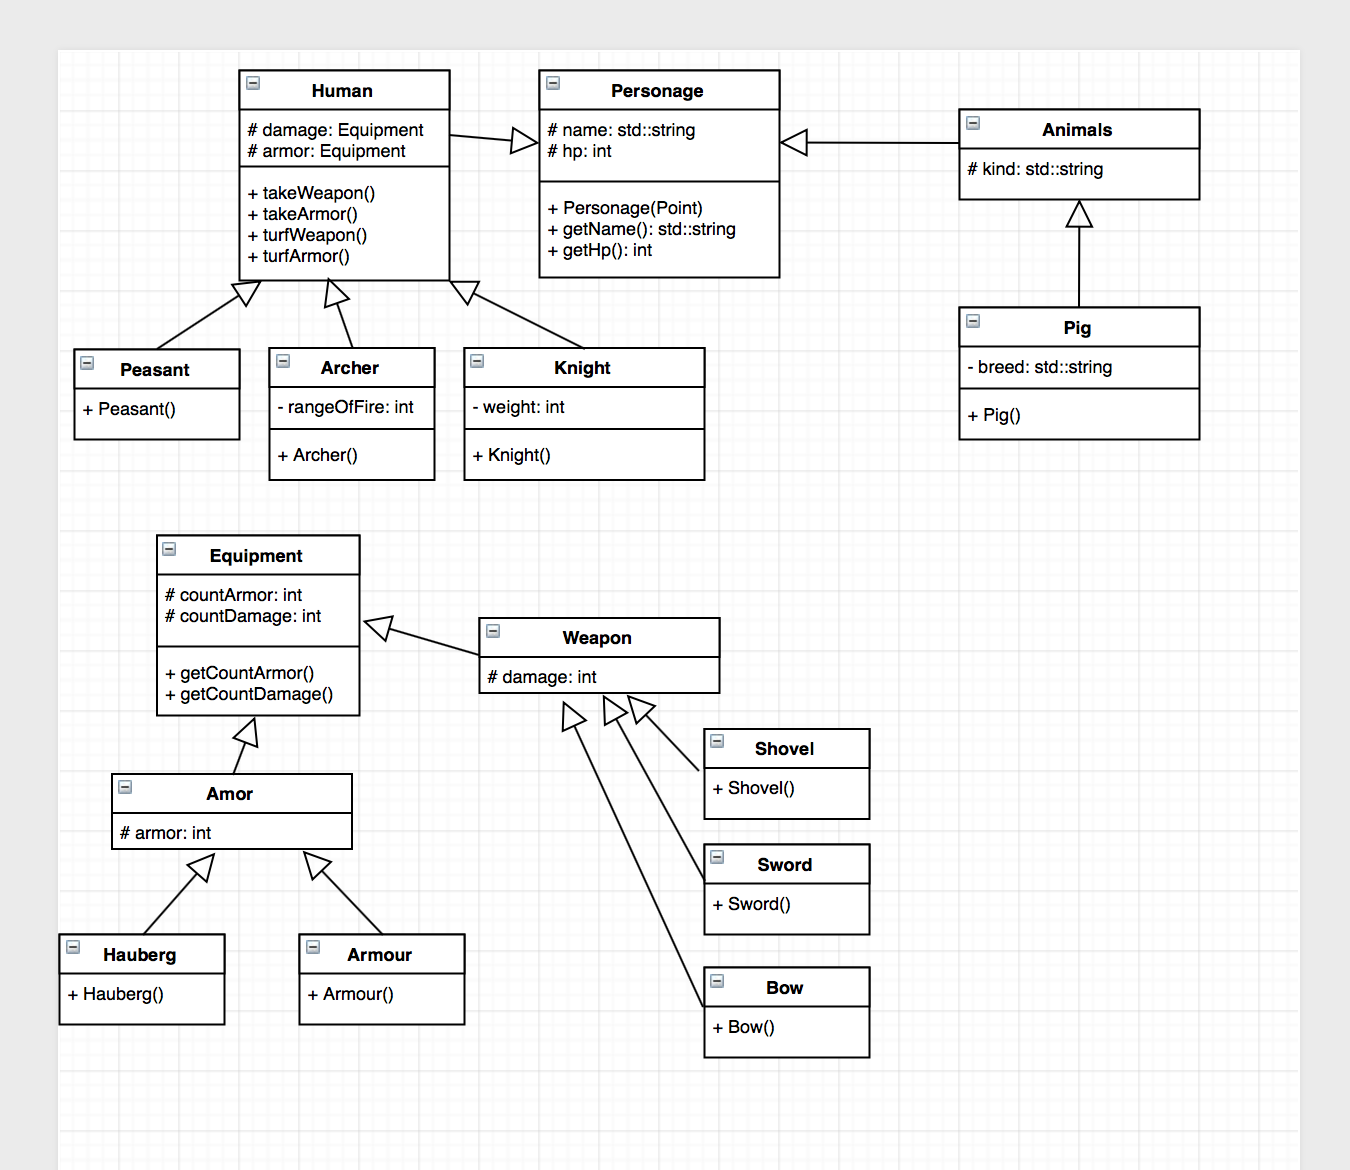 Human
# damage: Equipment
# armor: Equipment
+ takeWeapon()
+ takeArmor()
+ turfWeapon()
+ turfArmor()
Personage
# name: std::string
# hp: int
+ Personage(Point)
+ getName(): std::string
+ getHp(): int
Animals
# kind: std::string
Peasant
+ Peasant()
Archer
- rangeOfFire: int
+ Archer()
Knight
- weight: int
+ Knight()
Pig
- breed: std::string
+ Pig()
Equipment
# countArmor: int
# countDamage: int
+ getCountArmor()
+ getCountDamage()
Weapon
# damage: int
Shovel
+ Shovel()
Amor
# armor: int
Sword
+ Sword()
Hauberg
+ Hauberg()
Armour
+ Armour()
Bow
+ Bow()